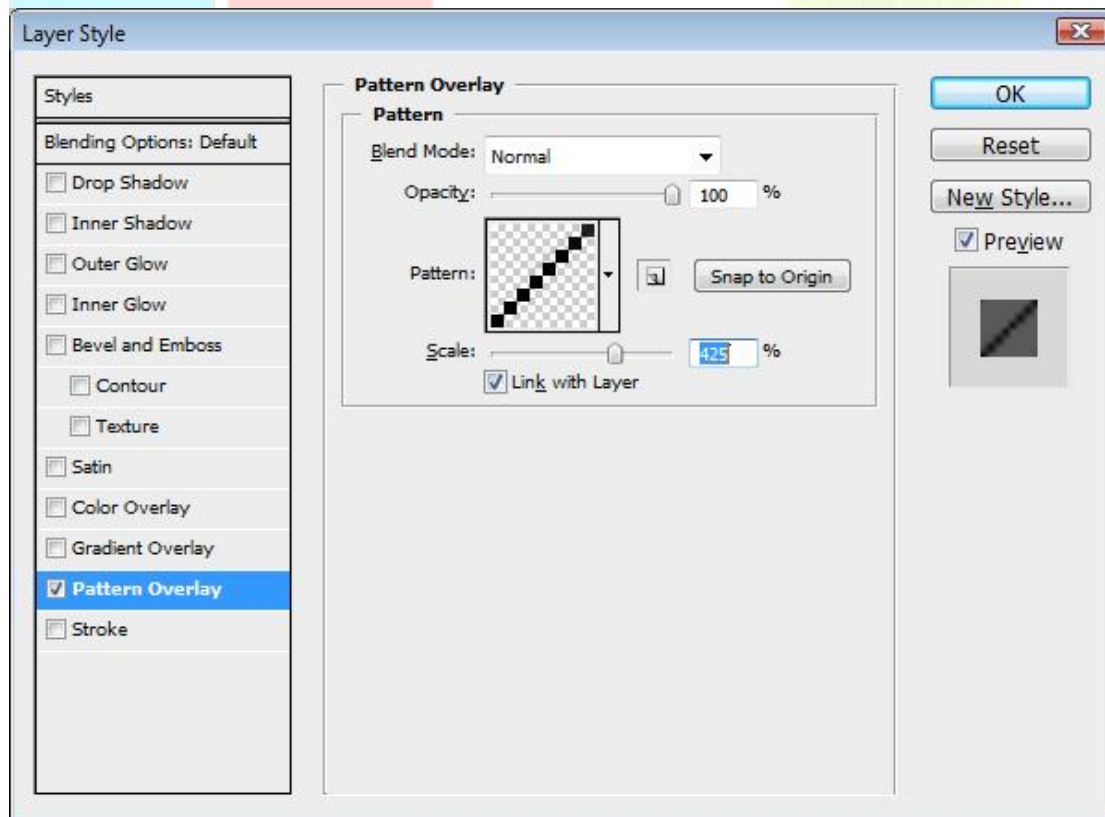 Layer Style
Styles
Blending Options: Default
Drop Shadow
Inner Shadow
Outer Glow
Inner Glow
Bevel and Emboss
Contour
Texture
Satin
Color Overlay
Gradient Overlay
Pattern Overlay
Stroke
Pattern Overlay
Pattern
Blend Mode: Normal
Opacity: 100 %
Pattern:
Snap to Origin
Scale: 425 %
Link with Layer
OK
Reset
New Style...
Preview